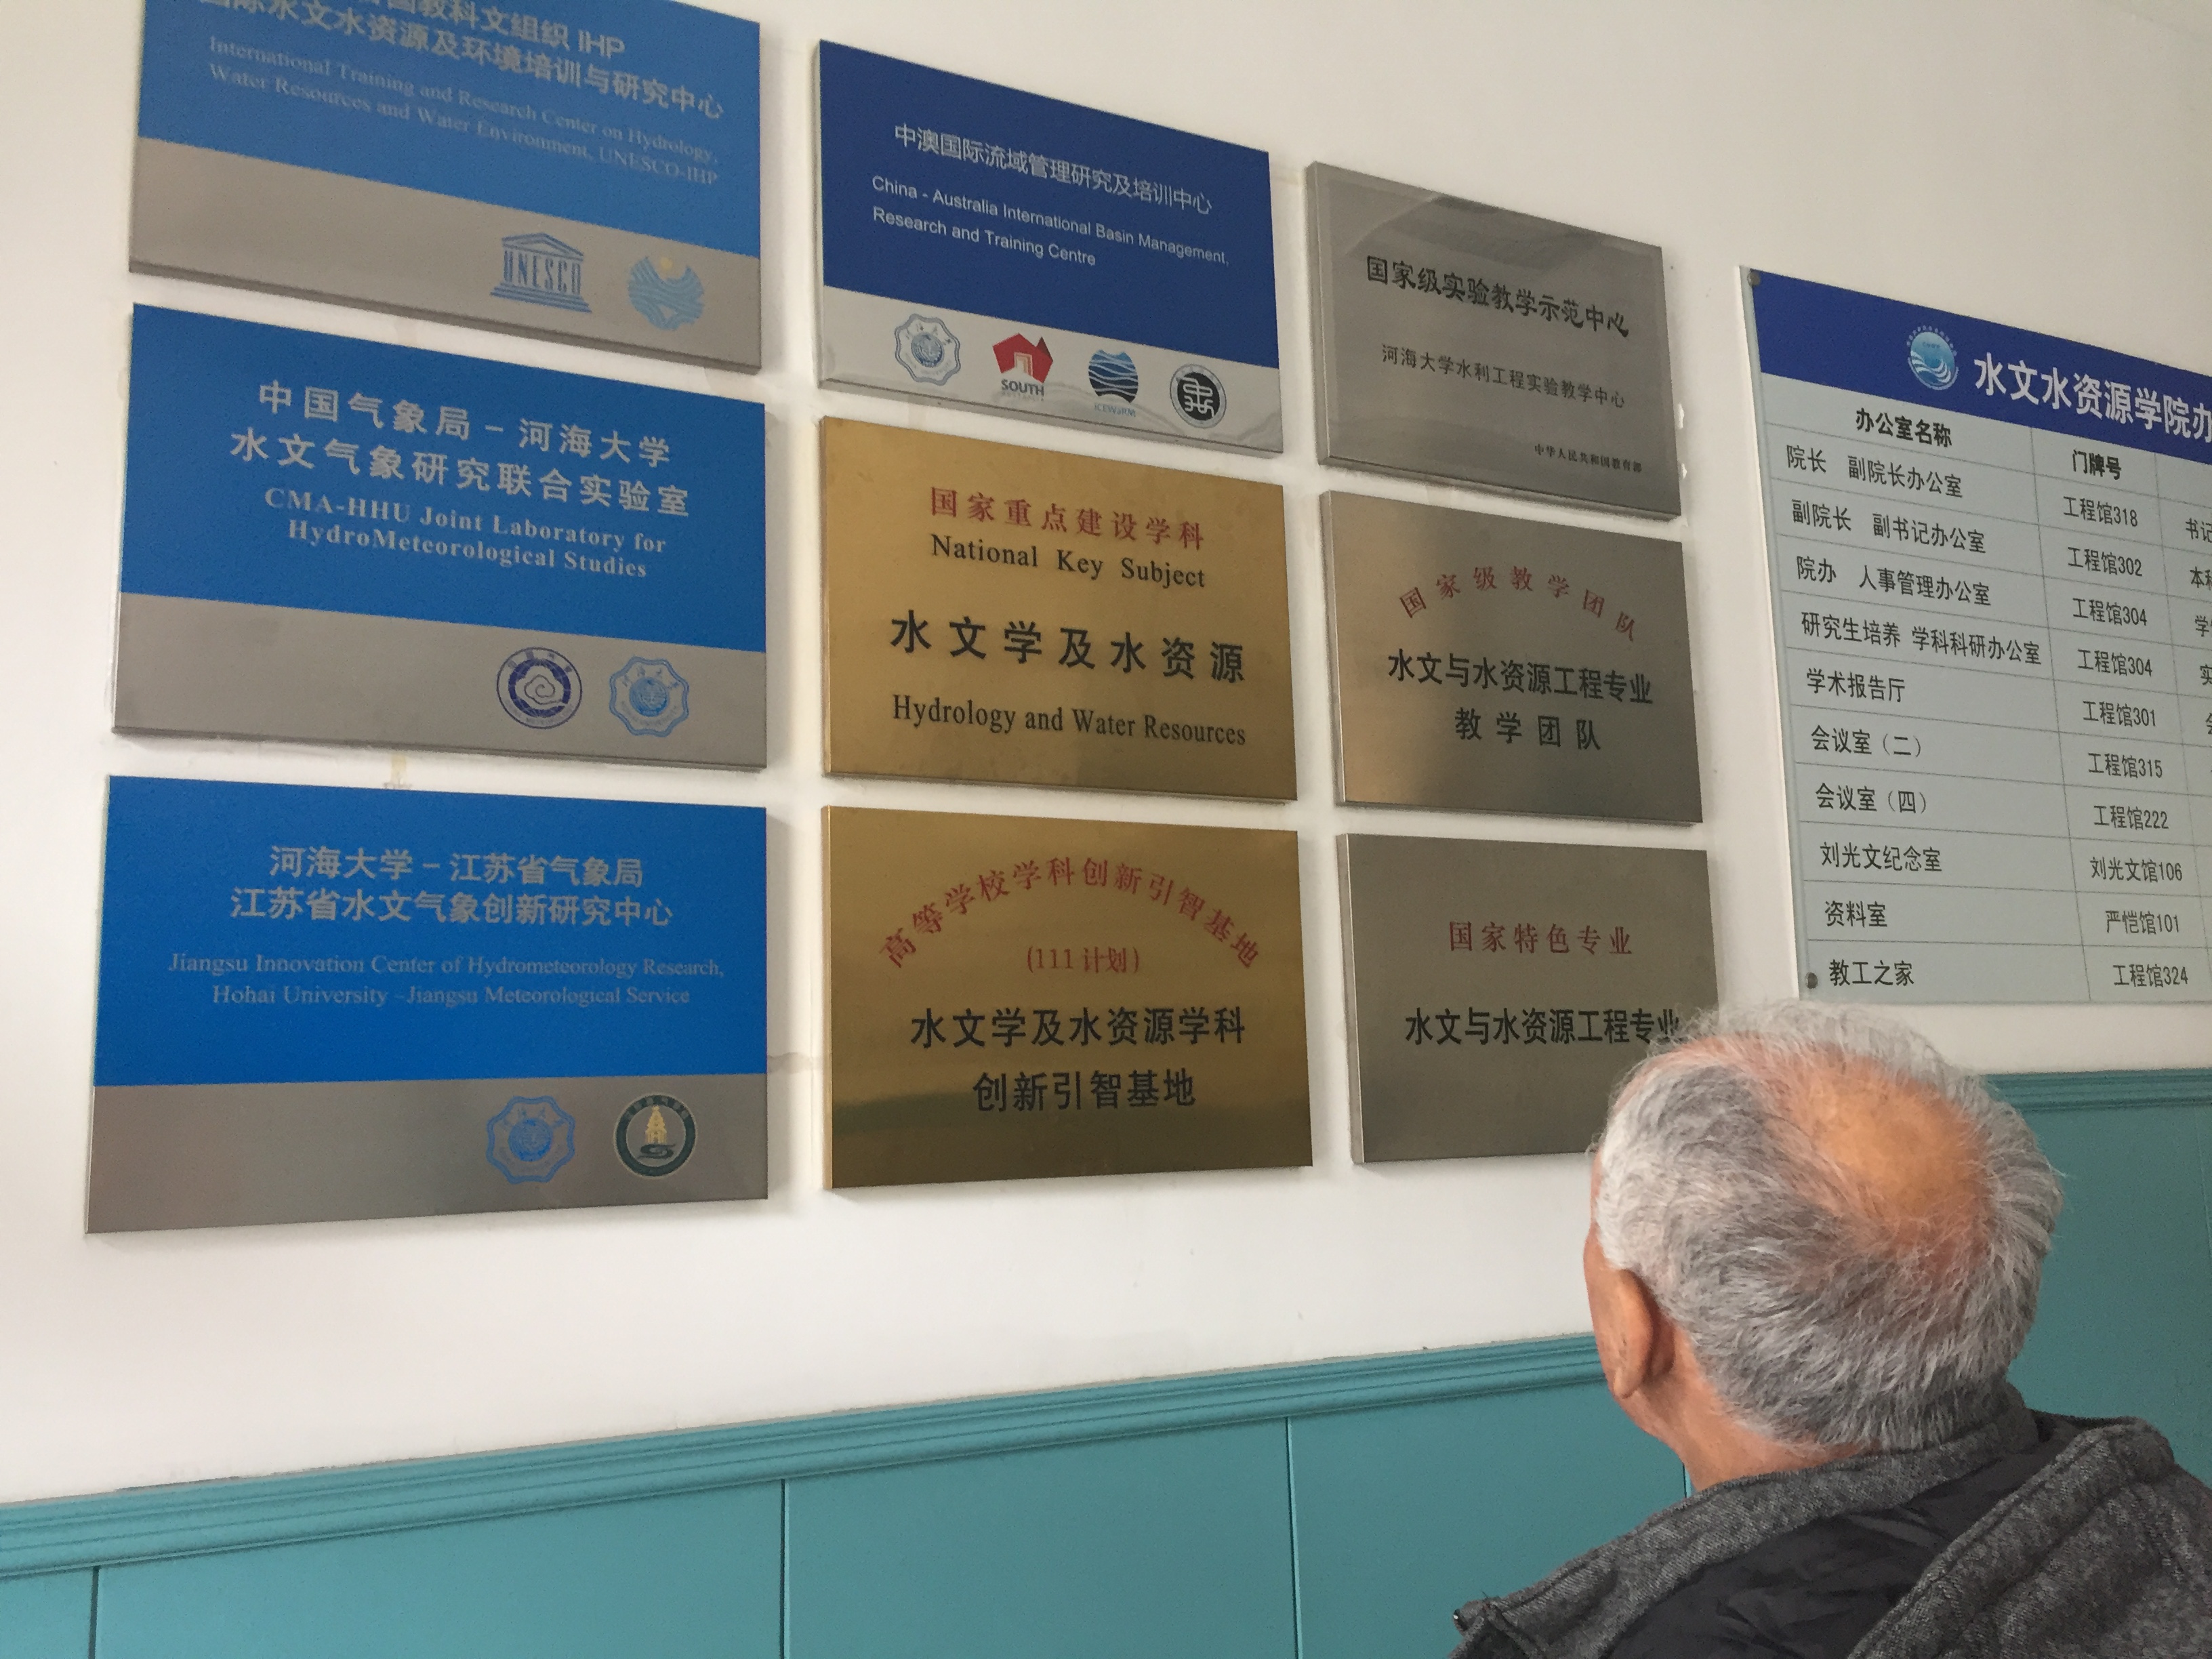 国教科文组织 IHP
国际水文水资源及环境培训与研究中心
International Training and Research Center on Hydrology,
Water Resources and Water Environment, UNESCO-IHP
UNESCO
中国气象局－河海大学
水文气象研究联合实验室
CMA-HHU Joint Laboratory for
HydroMeteorological Studies
河海大学－江苏省气象局
江苏省水文气象创新研究中心
Jiangsu Innovation Center of Hydrometeorology Research,
Hohai University –Jiangsu Meteorological Service
中澳国际流域管理研究及培训中心
China - Australia International Basin Management,
Research and Training Centre
SOUTH
ICEWaRM
国家重点建设学科
National Key Subject
水文学及水资源
Hydrology and Water Resources
高等学校学科创新引智基地
(111 计划)
水文学及水资源学科
创新引智基地
国家级实验教学示范中心
河海大学水利工程实验教学中心
中华人民共和国教育部
国家级教学团队
水文与水资源工程专业
教学团队
国家特色专业
水文与水资源工程专业
水文水资源学院办
办公室名称 门牌号
院长 副院长办公室 工程馆318 书记
副院长 副书记办公室 工程馆302 本科
院办 人事管理办公室 工程馆304 学
研究生培养 学科科研办公室 工程馆304
学术报告厅 工程馆301
会议室（二） 工程馆315
会议室（四） 工程馆222
刘光文纪念室 刘光文馆106
资料室 严恺馆101
教工之家 工程馆324